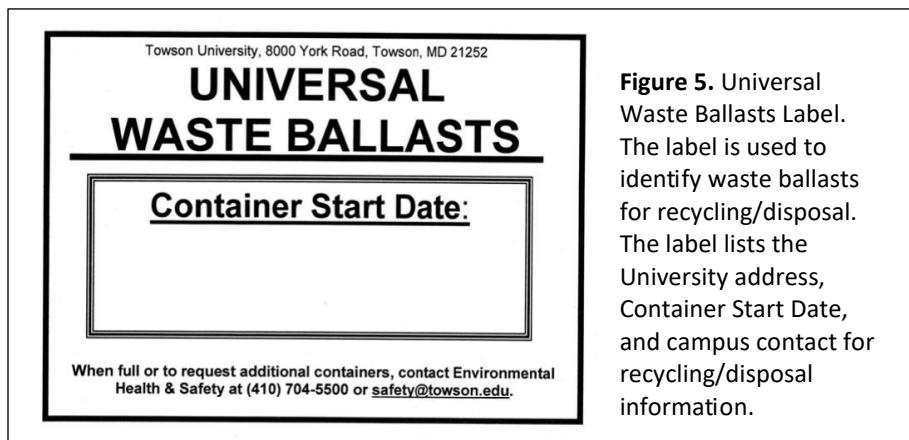 Towson University, 8000 York Road, Towson, MD 21252
UNIVERSAL
WASTE BALLASTS
Container Start Date:
When full or to request additional containers, contact Environmental
Health & Safety at (410) 704-5500 or safety@towson.edu.
Figure 5. Universal
Waste Ballasts Label.
The label is used to
identify waste ballasts
for recycling/disposal.
The label lists the
University address,
Container Start Date,
and campus contact for
recycling/disposal
information.